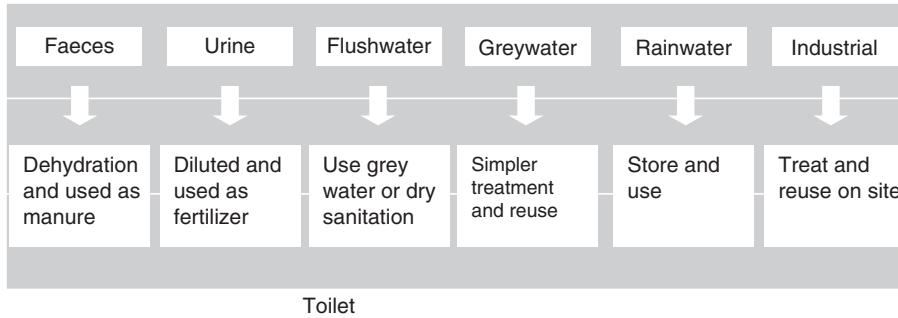 Faeces
Urine
Flushwater
Greywater
Rainwater
Industrial
Dehydration
and used as
manure
Diluted and
used as
fertilizer
Use grey
water or dry
sanitation
Simpler
treatment
and reuse
Store and
use
Treat and
reuse on site
Toilet